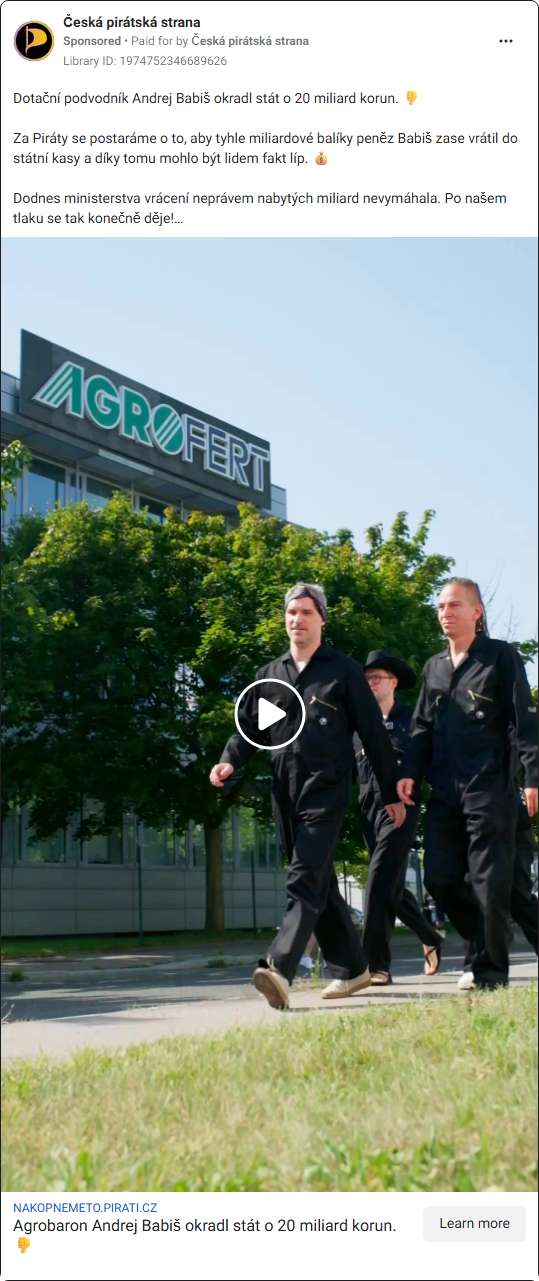 Česká pirátská strana
Sponsored • Paid for by Česká pirátská strana
Library ID: 1974752346689626
Dotační podvodník Andrej Babiš okradl stát o 20 miliard korun. 👎
Za Piráty se postaráme o to, aby tyhle miliardové balíky peněz Babiš zase vrátil do
státní kasy a díky tomu mohlo být lidem fakt líp. 💰
Dodnes ministerstva vrácení neprávem nabytých miliard nevymáhala. Po našem
tlaku se tak konečně děje!...
AGROFERT
NAKOPNEMETO.PIRATI.CZ
Agrobaron Andrej Babiš okradl stát o 20 miliard korun.
👎
Learn more